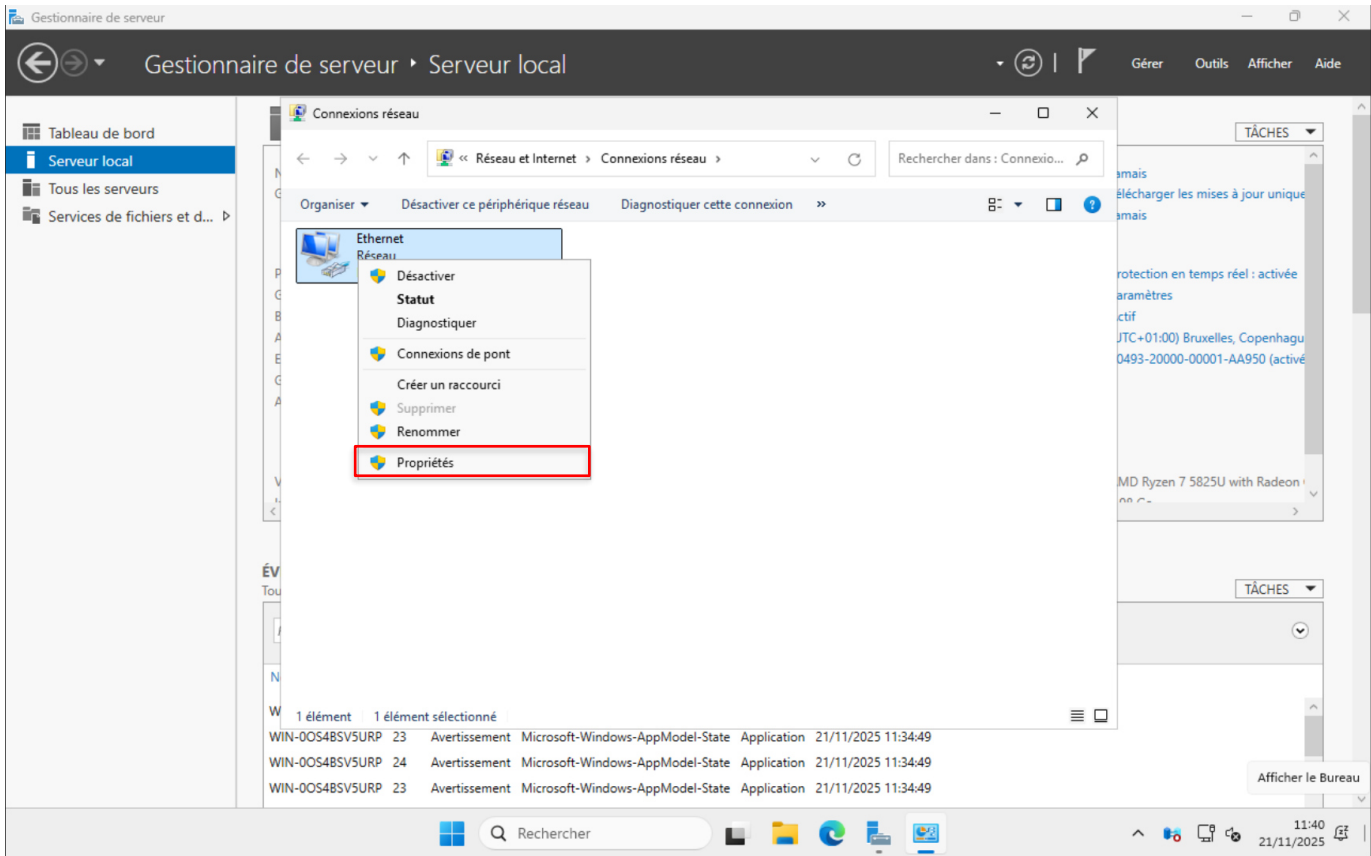 Gestionnaire de serveur
Gestionnaire de serveur ‣ Serveur local
Gérer Outils Afficher Aide
Tableau de bord
Serveur local
Tous les serveurs
Services de fichiers et d...
Connexions réseau
« Réseau et Internet › Connexions réseau ›
Rechercher dans : Connexio...
Organiser
Désactiver ce périphérique réseau
Diagnostiquer cette connexion
»
Ethernet
Réseau
Désactiver
Statut
Diagnostiquer
Connexions de pont
Créer un raccourci
Supprimer
Renommer
Propriétés
1 élément
1 élément sélectionné
TÂCHES
amais
élécharger les mises à jour unique
amais
rotection en temps réel : activée
aramètres
ctif
UTC+01:00) Bruxelles, Copenhagu
0493-20000-00001-AA950 (activé
MD Ryzen 7 5825U with Radeon
ÉV
Tou
TÂCHES
WIN-0OS4BSV5URP 23 Avertissement Microsoft-Windows-AppModel-State Application 21/11/2025 11:34:49
WIN-0OS4BSV5URP 24 Avertissement Microsoft-Windows-AppModel-State Application 21/11/2025 11:34:49
WIN-0OS4BSV5URP 23 Avertissement Microsoft-Windows-AppModel-State Application 21/11/2025 11:34:49
Afficher le Bureau
Rechercher
11:40
21/11/2025